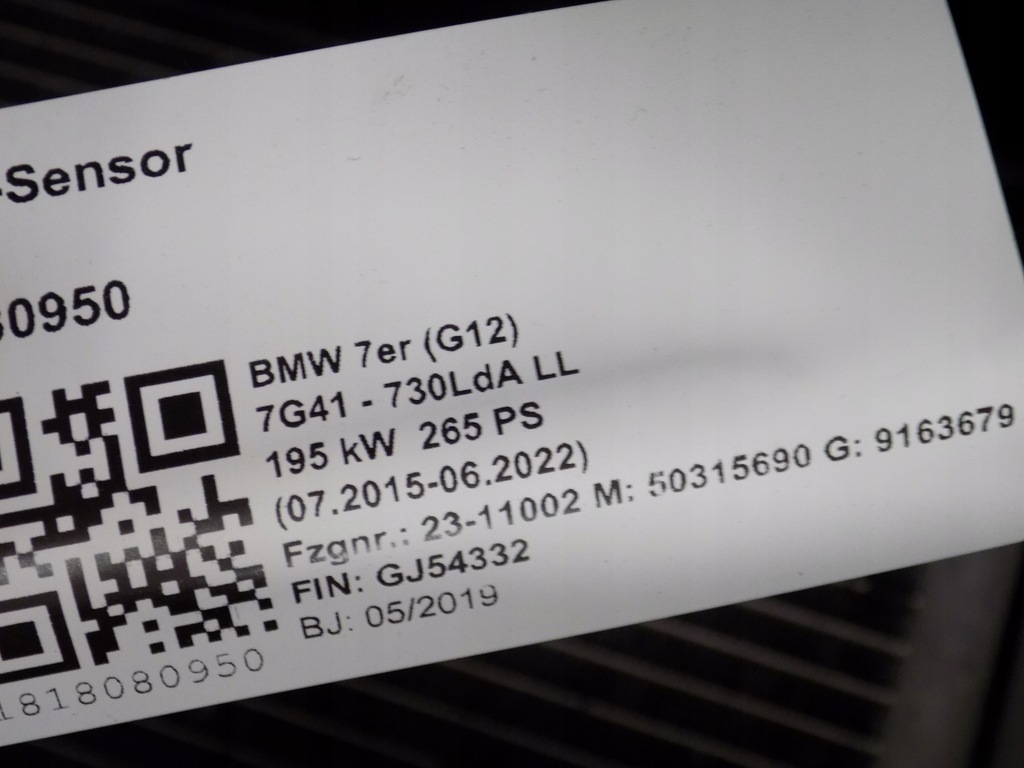 -Sensor
80950
BMW 7er (G12)
7G41 - 730LdA LL
195 kW 265 PS
(07.2015-06.2022)
Fzgnr.: 23-11002 M: 50315690 G: 9163679
FIN: GJ54332
BJ: 05/2019
1818080950